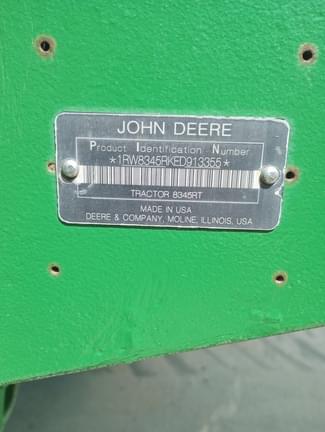 JOHN DEERE
Product Identification Number
*1RW8345RKED913355*
TRACTOR 8345RT
MADE IN USA
DEERE & COMPANY, MOLINE, ILLINOIS, USA